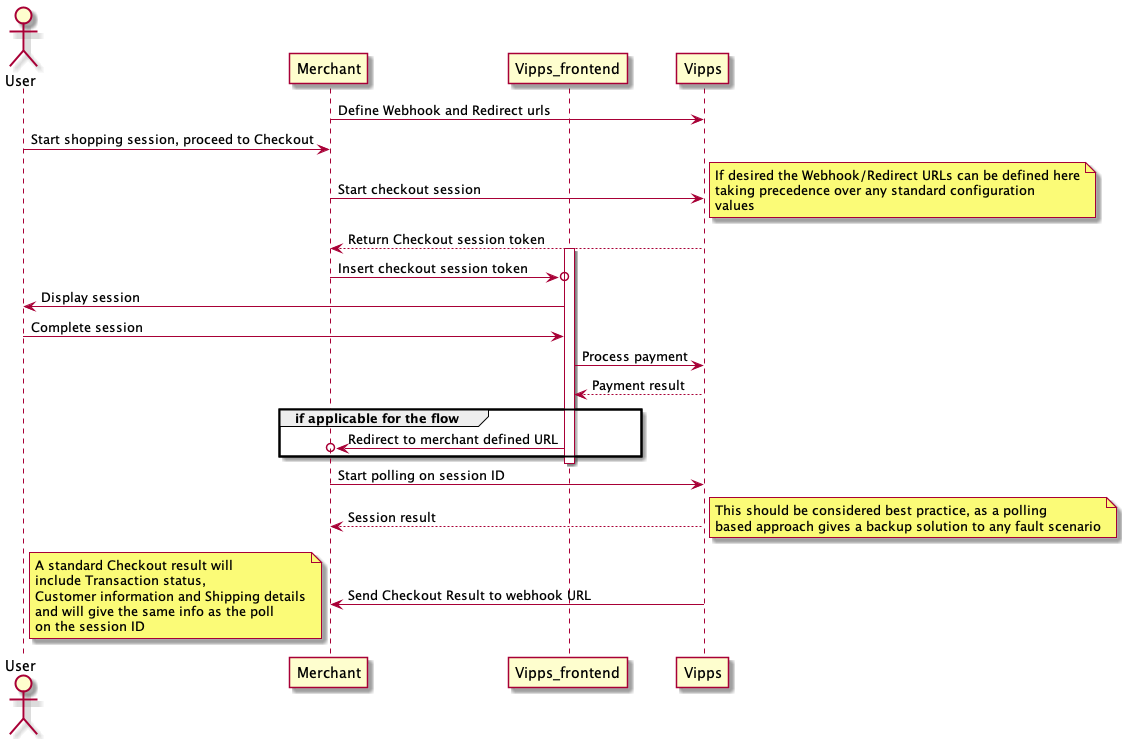 User
Merchant
Vipps_frontend
Vipps
Define Webhook and Redirect urls
Start shopping session, proceed to Checkout
If desired the Webhook/Redirect URLs can be defined here
taking precedence over any standard configuration
values
Start checkout session
Return Checkout session token
Insert checkout session token
Display session
Complete session
Process payment
Payment result
if applicable for the flow
Redirect to merchant defined URL
Start polling on session ID
This should be considered best practice, as a polling
based approach gives a backup solution to any fault scenario
Session result
A standard Checkout result will
include Transaction status,
Customer information and Shipping details
and will give the same info as the poll
on the session ID
Send Checkout Result to webhook URL
User
Merchant
Vipps_frontend
Vipps